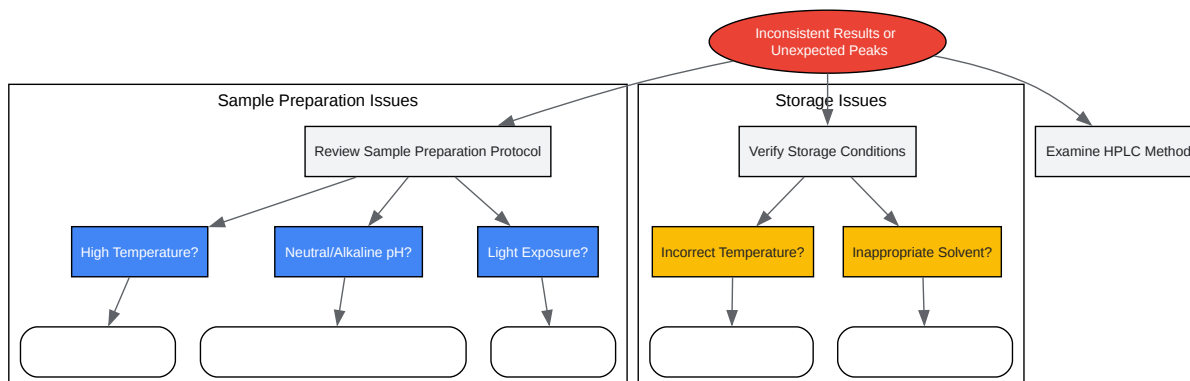 Inconsistent Results or
Unexpected Peaks
Sample Preparation Issues
Storage Issues
Review Sample Preparation Protocol
Verify Storage Conditions
Examine HPLC Method
High Temperature?
Neutral/Alkaline pH?
Light Exposure?
Incorrect Temperature?
Inappropriate Solvent?